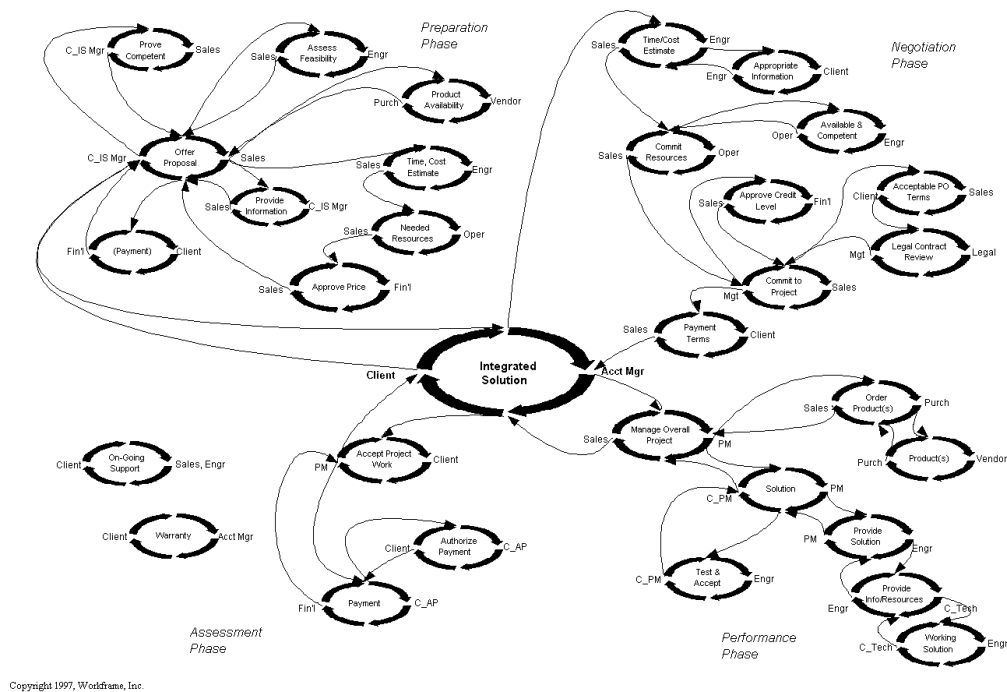 Preparation
Phase
C_IS Mgr
Prove
Competent
Sales
Sales
Assess
Feasibility
Engr
Purch
Product
Availability
Vendor
C_IS Mgr
Offer
Proposal
Sales
Sales
Time, Cost
Estimate
Engr
Sales
Provide
Information
C_IS Mgr
Sales
Needed
Resources
Oper
Fin'l
(Payment)
Client
Sales
Approve Price
Fin'l
Negotiation
Phase
Sales
Time/Cost
Estimate
Engr
Engr
Appropriate
Information
Client
Oper
Available &
Competent
Engr
Sales
Commit
Resources
Oper
Sales
Approve Credit
Level
Fin'l
Client
Acceptable PO
Terms
Sales
Mgt
Legal Contract
Review
Legal
Mgt
Commit to
Project
Sales
Sales
Payment
Terms
Client
Client
Integrated
Solution
Acct Mgr
Sales
Manage Overall
Project
PM
Sales
Order
Product(s)
Purch
Purch
Product(s)
Vendor
C_PM
Solution
PM
PM
Provide
Solution
Engr
C_PM
Test &
Accept
Engr
Engr
Provide
Info/Resources
C_Tech
C_Tech
Working
Solution
Engr
Performance
Phase
PM
Accept Project
Work
Client
Client
Authorize
Payment
C_AP
Fin'l
Payment
C_AP
Client
On-Going
Support
Sales, Engr
Client
Warranty
Acct Mgr
Assessment
Phase
Copyright 1997, Workframe, Inc.